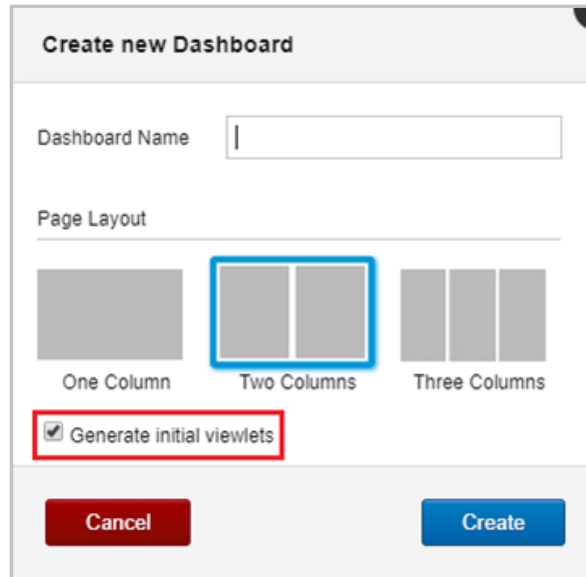 Create new Dashboard
Dashboard Name
Page Layout
One Column Two Columns Three Columns
Generate initial viewlets
Cancel Create